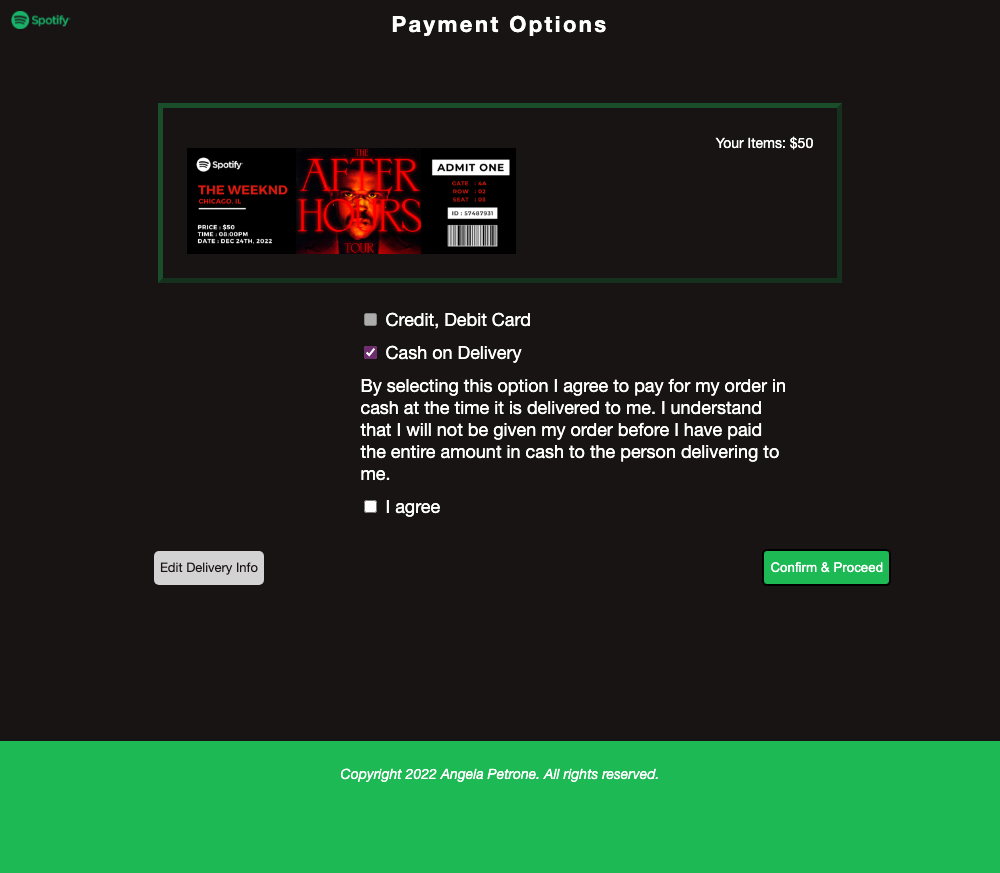 Spotify
Payment Options
Your Items: $50
Spotify
THE WEEKND
CHICAGO, IL
PRICE : $50
TIME : 08:00PM
DATE : DEC 24TH, 2022
THE
AFTER
HOURS
TOUR
ADMIT ONE
GATE : 4A
ROW : 02
SEAT : 03
ID : 57487931
Credit, Debit Card
Cash on Delivery
By selecting this option I agree to pay for my order in
cash at the time it is delivered to me. I understand
that I will not be given my order before I have paid
the entire amount in cash to the person delivering to
me.
I agree
Edit Delivery Info
Confirm & Proceed
Copyright 2022 Angela Petrone. All rights reserved.